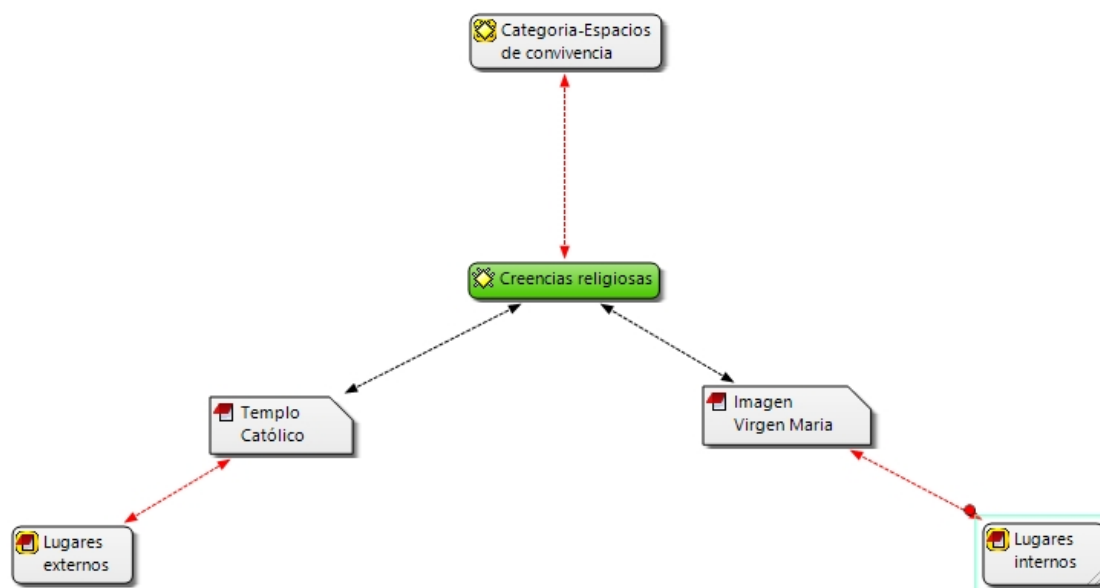 Categoria-Espacios
de convivencia
Creencias religiosas
Templo
Católico
Imagen
Virgen Maria
Lugares
externos
Lugares
internos